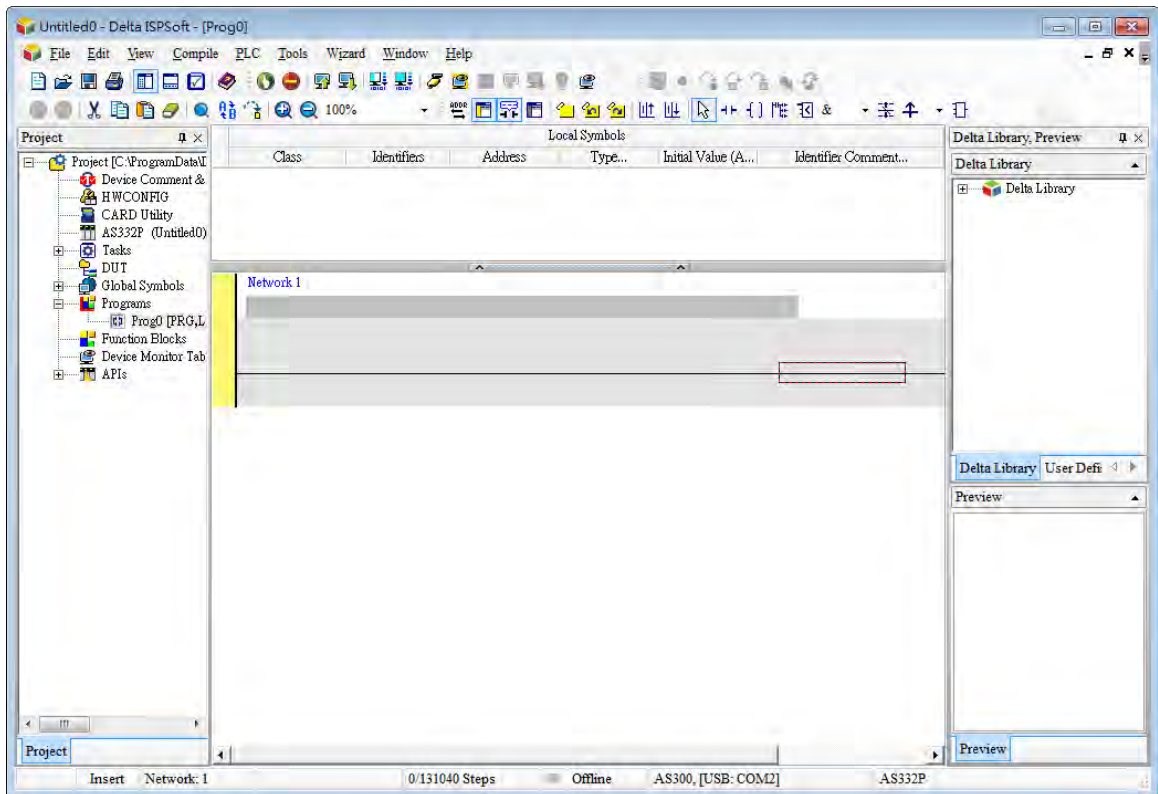 Untitled0 - Delta ISPSoft - [Prog0]
File Edit View Compile PLC Tools Wizard Window Help
100%
ADDR
&
Project
Project [C:\ProgramData\D
Device Comment &
HWCONFIG
CARD Utility
AS332P (Untitled0)
Tasks
DUT
Global Symbols
Programs
Prog0 [PRG,L
Function Blocks
Device Monitor Tab
APIs
Project
Local Symbols
Class Identifiers Address Type... Initial Value (A... Identifier Comment...
Network 1
Delta Library, Preview
Delta Library
Delta Library
Delta Library User Defi
Preview
Preview
Insert Network: 1 0/131040 Steps Offline AS300, [USB: COM2] AS332P